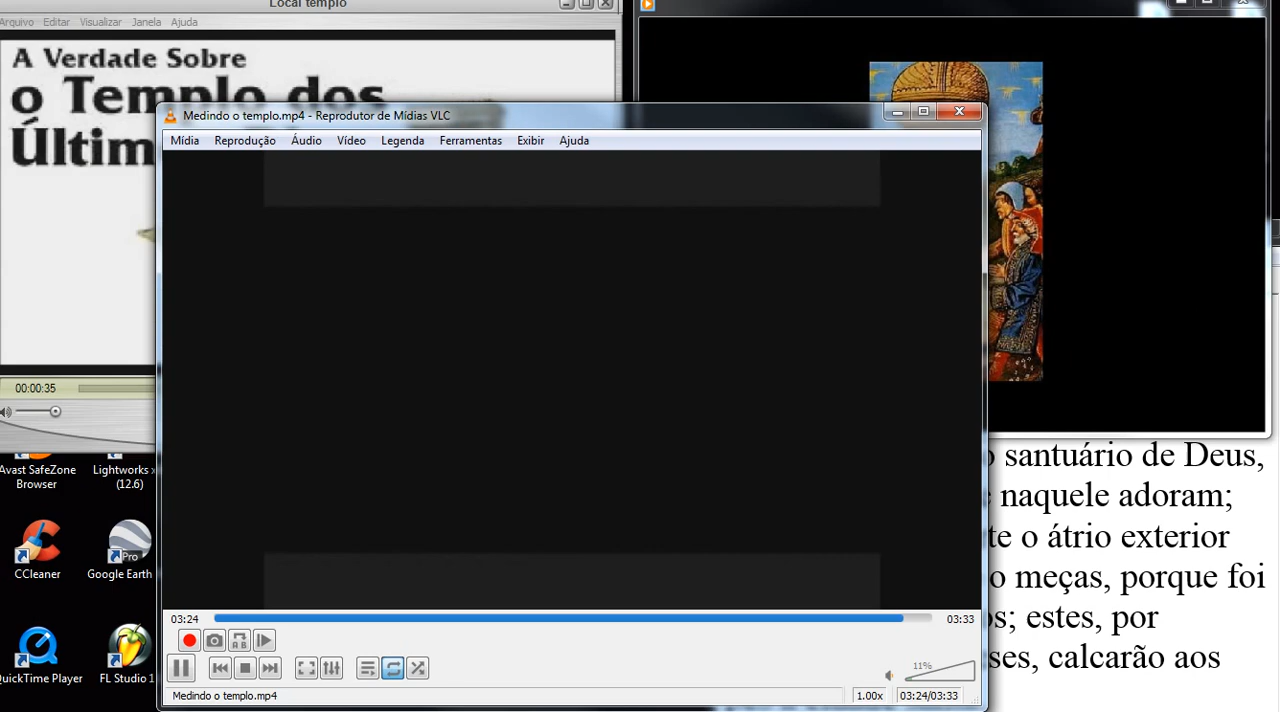 Local templo
Arquivo Editar Visualizar Janela Ajuda
A Verdade Sobre
o Templo dos
Últim
Medindo o templo.mp4 - Reprodutor de Mídias VLC
Mídia Reprodução Áudio Vídeo Legenda Ferramentas Exibir Ajuda
00:00:35
Avast SafeZone Browser
Lightworks x (12.6)
CCleaner
Pro
Google Earth
QuickTime Player
FL Studio 1
o santuário de Deus,
e naquele adoram;
te o átrio exterior
o meças, porque foi
os; estes, por
ses, calcarão aos
03:24
03:33
A B
11%
Medindo o templo.mp4
1.00x
03:24/03:33